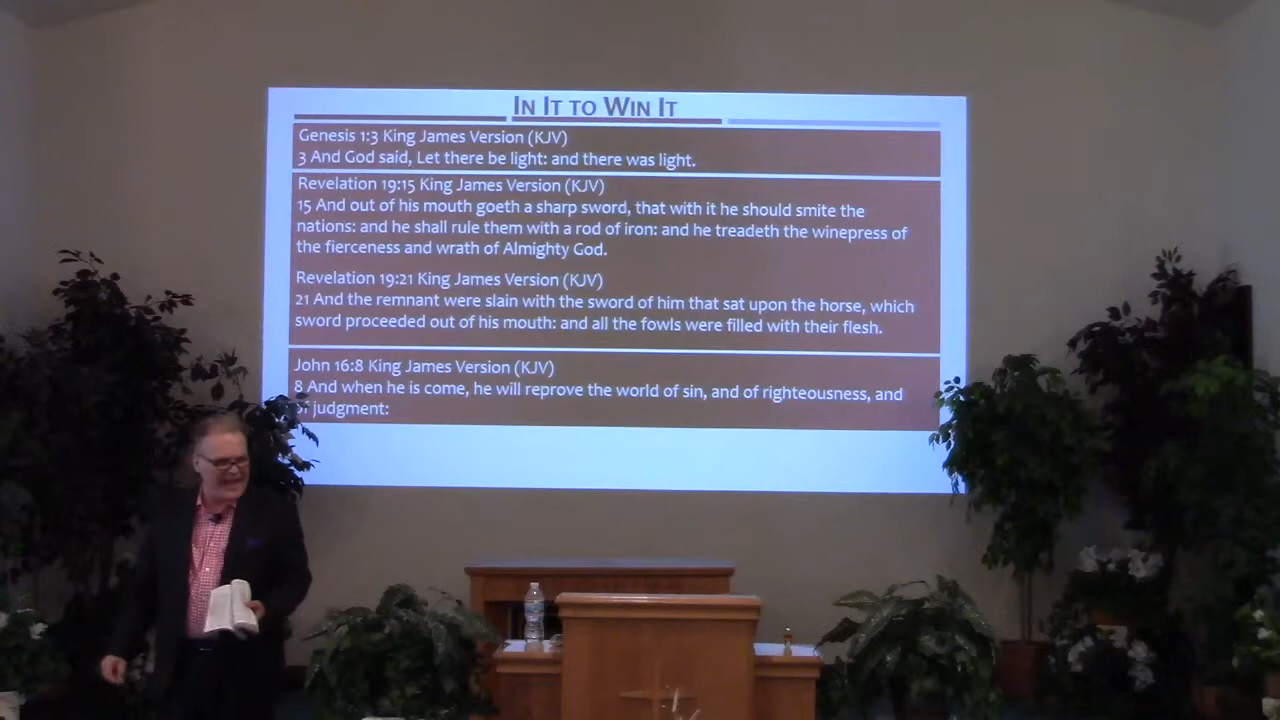 IN IT TO WIN IT
Genesis 1:3 King James Version (KJV)
3 And God said, Let there be light: and there was light.
Revelation 19:15 King James Version (KJV)
15 And out of his mouth goeth a sharp sword, that with it he should smite the
nations: and he shall rule them with a rod of iron: and he treadeth the winepress of
the fierceness and wrath of Almighty God.
Revelation 19:21 King James Version (KJV)
21 And the remnant were slain with the sword of him that sat upon the horse, which
sword proceeded out of his mouth: and all the fowls were filled with their flesh.
John 16:8 King James Version (KJV)
8 And when he is come, he will reprove the world of sin, and of righteousness, and
of judgment: